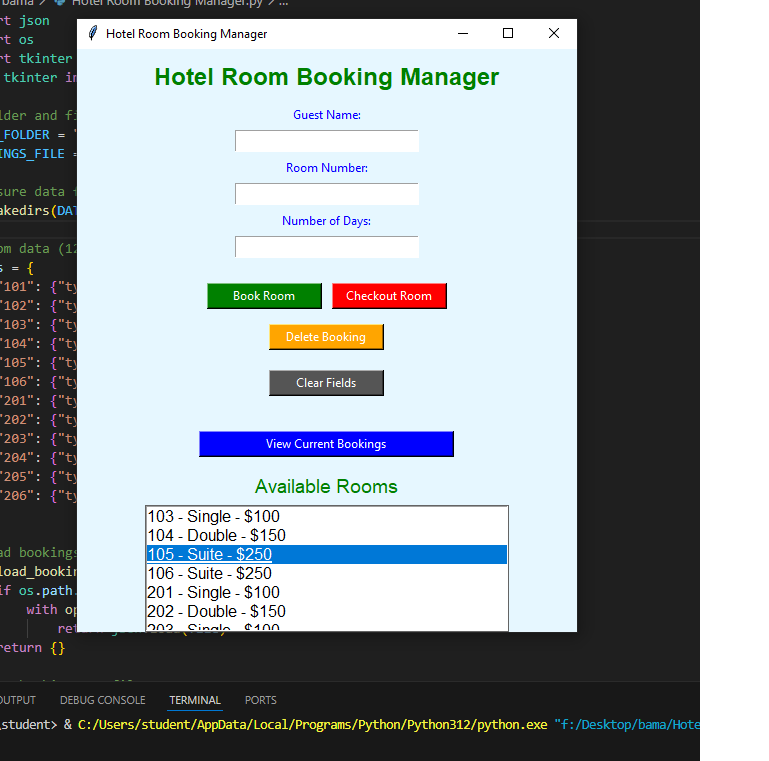 bama > Hotel Room Booking Manager.py > ...
rt json
rt os
rt tkinter
tkinter im
lder and fi
_FOLDER = 
INGS_FILE =
sure data f
akedirs(DAT
om data (12
s = {
"101": {"ty
"102": {"ty
"103": {"ty
"104": {"ty
"105": {"ty
"106": {"ty
"201": {"ty
"202": {"ty
"203": {"ty
"204": {"ty
"205": {"ty
"206": {"ty
ad bookings
load_bookin
if os.path.
with op
return {}
Hotel Room Booking Manager
Hotel Room Booking Manager
Guest Name:
Room Number:
Number of Days:
Book Room
Checkout Room
Delete Booking
Clear Fields
View Current Bookings
Available Rooms
103 - Single - $100
104 - Double - $150
105 - Suite - $250
106 - Suite - $250
201 - Single - $100
202 - Double - $150
203 - Single - $100
OUTPUT
DEBUG CONSOLE
TERMINAL
PORTS
student> & C:/Users/student/AppData/Local/Programs/Python/Python312/python.exe "f:/Desktop/bama/Hote